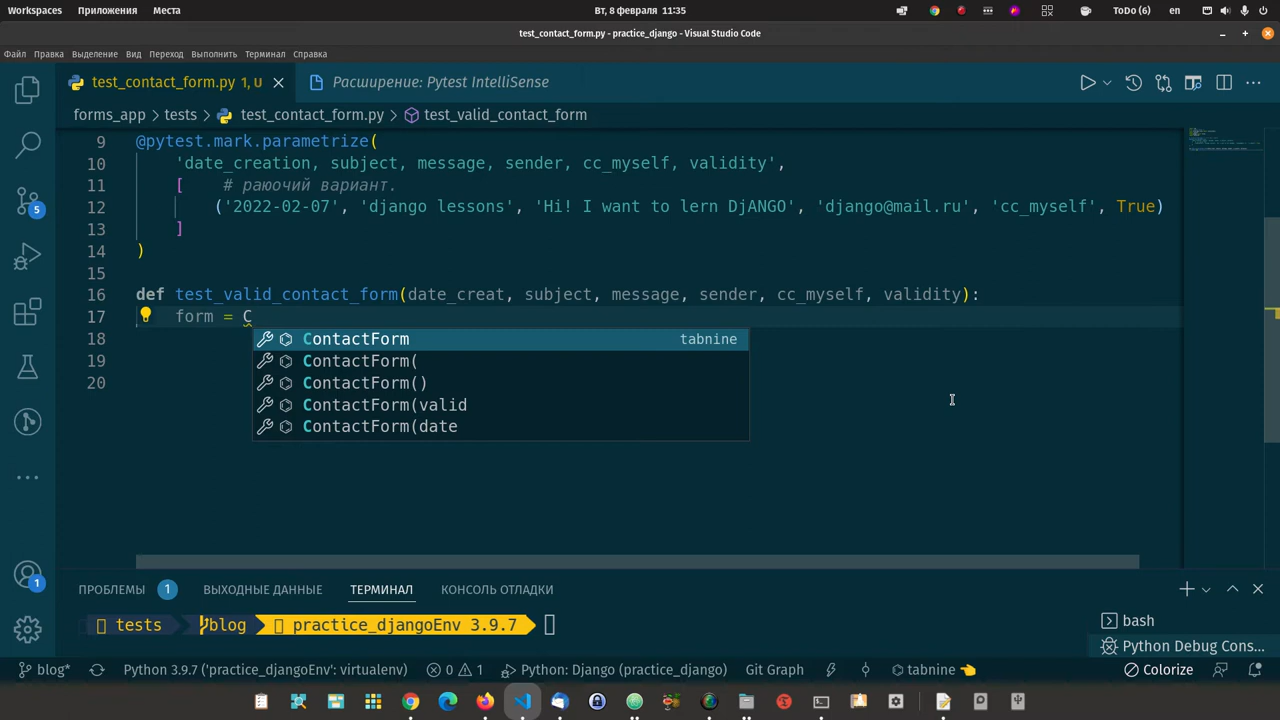 Workspaces Приложения Места Вт, 8 февраля 11:35 ToDo (6) en
test_contact_form.py - practice_django - Visual Studio Code
Файл Правка Выделение Вид Переход Выполнить Терминал Справка
test_contact_form.py 1, U Расширение: Pytest IntelliSense
forms_app > tests > test_contact_form.py > test_valid_contact_form
9 @pytest.mark.parametrize(
10 'date_creation, subject, message, sender, cc_myself, validity',
11 [ # раюочий вариант.
12 ('2022-02-07', 'django lessons', 'Hi! I want to lern DjANGO', 'django@mail.ru', 'cc_myself', True)
13 ]
14 )
15
16 def test_valid_contact_form(date_creat, subject, message, sender, cc_myself, validity):
17 form = C
18 ContactForm tabnine
19 ContactForm(
20 ContactForm()
ContactForm(valid
ContactForm(date
5
1
ПРОБЛЕМЫ 1 ВЫХОДНЫЕ ДАННЫЕ ТЕРМИНАЛ КОНСОЛЬ ОТЛАДКИ
tests blog practice_djangoEnv 3.9.7
bash
Python Debug Cons...
blog* Python 3.9.7 ('practice_djangoEnv': virtualenv) 0 1 Python: Django (practice_django) Git Graph tabnine Colorize